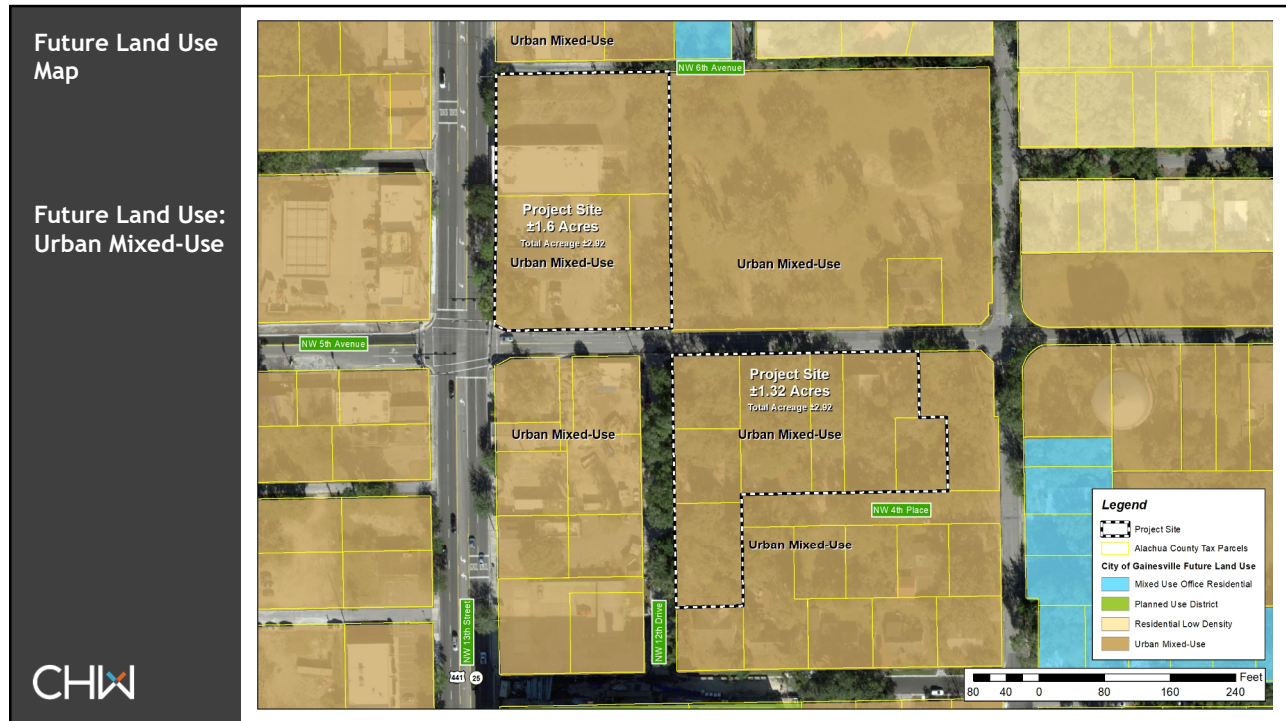 Future Land Use
Map
Future Land Use:
Urban Mixed-Use
CHW
Urban Mixed-Use
NW 6th Avenue
Project Site
±1.6 Acres
Total Acreage ±2.92
Urban Mixed-Use
Urban Mixed-Use
NW 5th Avenue
Project Site
±1.32 Acres
Total Acreage ±2.92
Urban Mixed-Use
Urban Mixed-Use
NW 4th Place
Urban Mixed-Use
NW 13th Street
NW 12th Drive
441 25
Legend
Project Site
Alachua County Tax Parcels
City of Gainesville Future Land Use
Mixed Use Office Residential
Planned Use District
Residential Low Density
Urban Mixed-Use
Feet
80 40 0 80 160 240